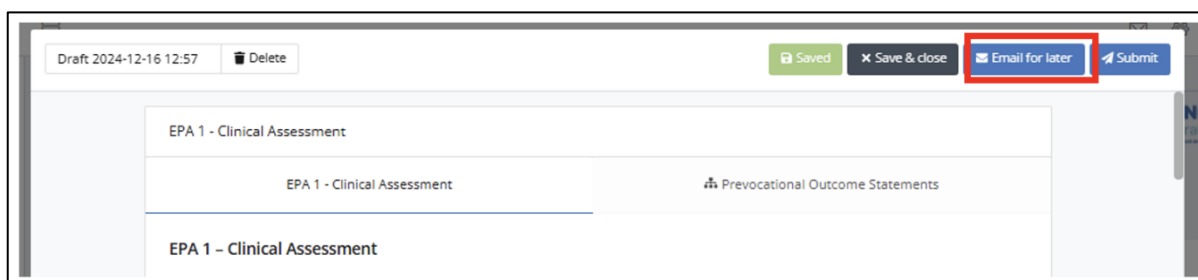 Draft 2024-12-16 12:57 Delete Saved Save & close Email for later Submit
EPA 1 - Clinical Assessment
EPA 1 - Clinical Assessment Prevocational Outcome Statements
EPA 1 – Clinical Assessment